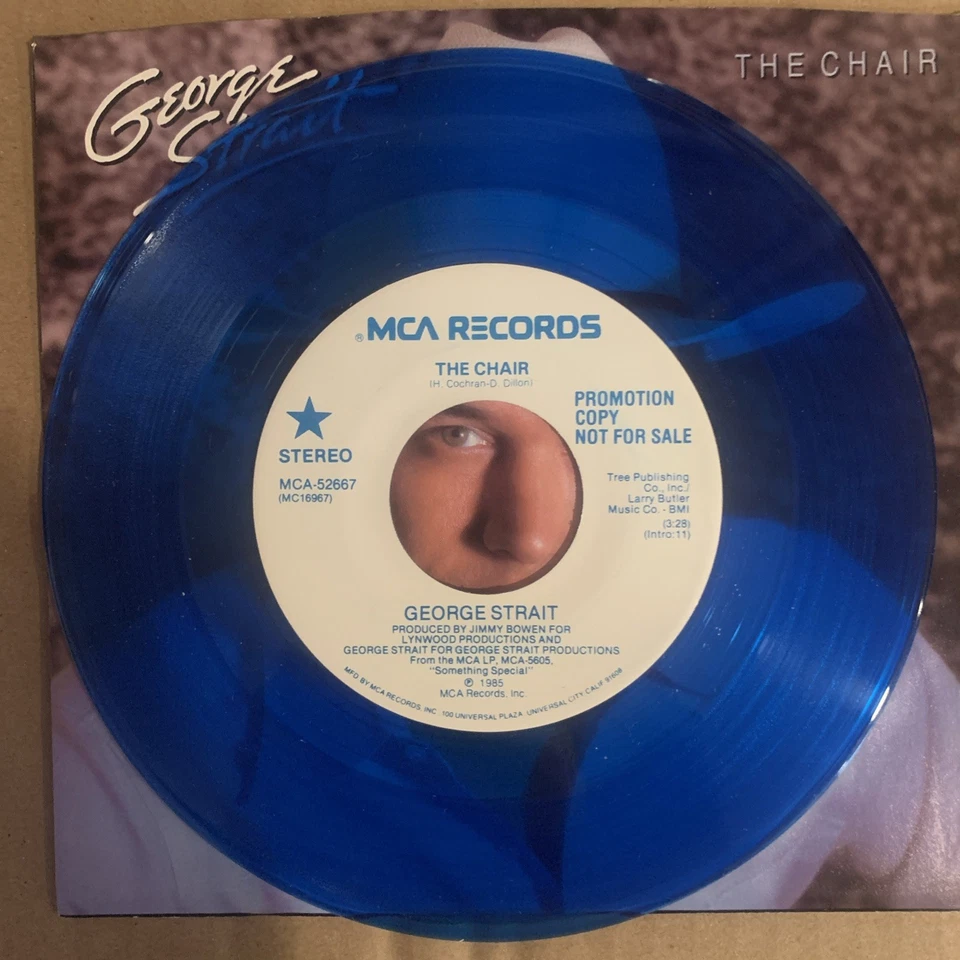 George
Strait
THE CHAIR
® MCA RECORDS
THE CHAIR
(H. Cochran-D. Dillon)
PROMOTION
COPY
NOT FOR SALE
STEREO
MCA-52667
(MC16967)
Tree Publishing
Co., Inc./
Larry Butler
Music Co. - BMI
(3:28)
(Intro:11)
GEORGE STRAIT
PRODUCED BY JIMMY BOWEN FOR
LYNWOOD PRODUCTIONS AND
GEORGE STRAIT FOR GEORGE STRAIT PRODUCTIONS
From the MCA LP, MCA-5605,
"Something Special"
℗ 1985
MCA Records, Inc.
MFD BY MCA RECORDS, INC. 100 UNIVERSAL PLAZA. UNIVERSAL CITY, CALIF. 91608